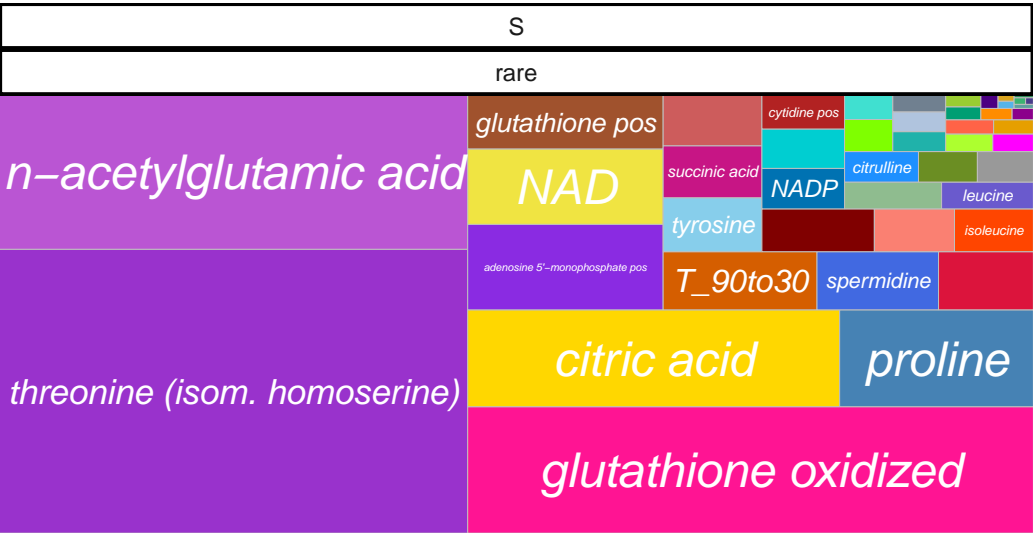 S
rare
n−acetylglutamic acid
threonine (isom. homoserine)
glutathione pos
NAD
adenosine 5'−monophosphate pos
succinic acid
tyrosine
cytidine pos
NADP
citrulline
leucine
isoleucine
T_90to30
spermidine
citric acid
proline
glutathione oxidized